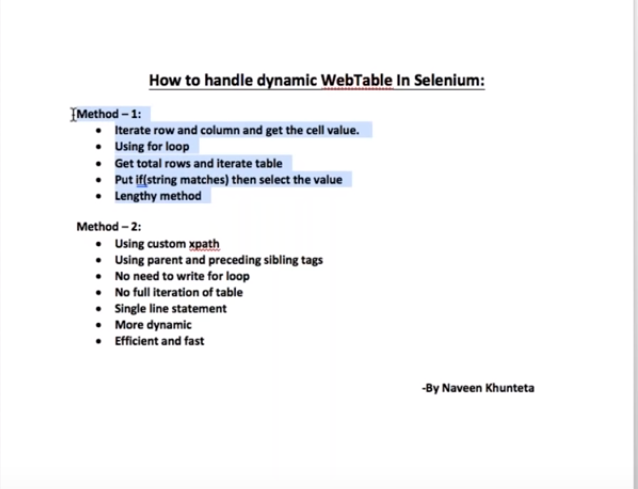 How to handle dynamic WebTable In Selenium:
Method – 1:
• Iterate row and column and get the cell value.
• Using for loop
• Get total rows and iterate table
• Put if(string matches) then select the value
• Lengthy method
Method – 2:
• Using custom xpath
• Using parent and preceding sibling tags
• No need to write for loop
• No full iteration of table
• Single line statement
• More dynamic
• Efficient and fast
-By Naveen Khunteta